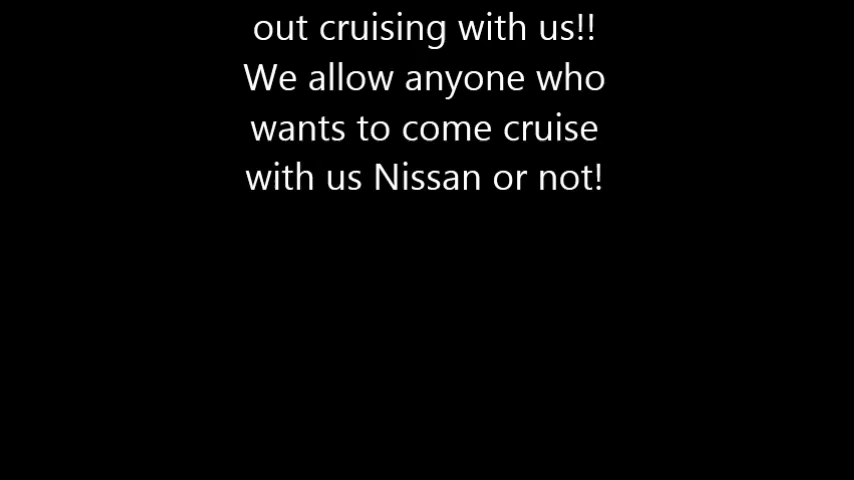 out cruising with us!!
We allow anyone who
wants to come cruise
with us Nissan or not!